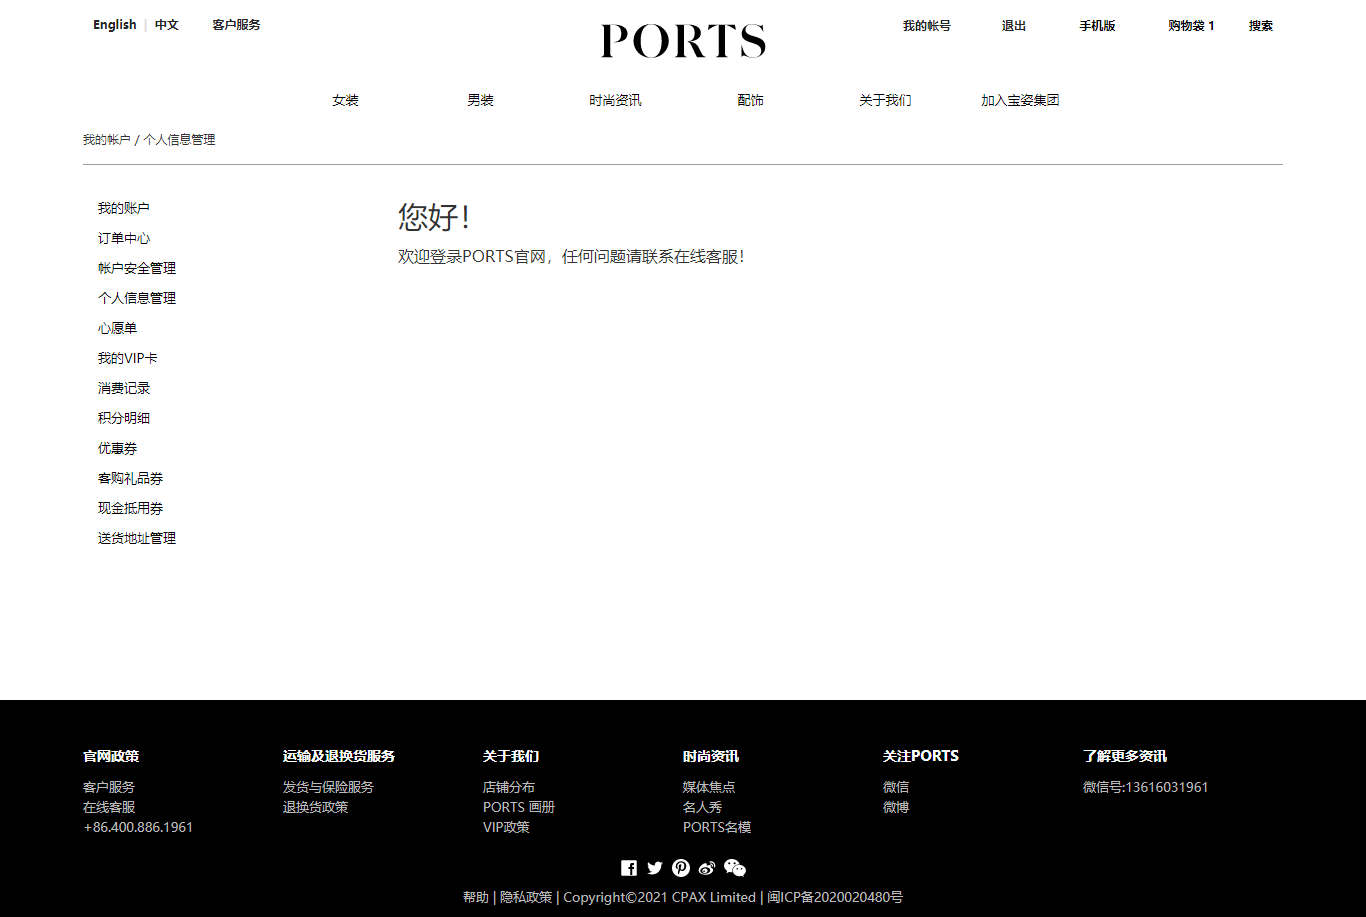 English | 中文 客户服务 PORTS 我的帐号 退出 手机版 购物袋 1 搜索
女装 男装 时尚资讯 配饰 关于我们 加入宝姿集团
我的帐户 / 个人信息管理
我的账户
订单中心
帐户安全管理
个人信息管理
心愿单
我的VIP卡
消费记录
积分明细
优惠券
客购礼品券
现金抵用券
送货地址管理
您好！
欢迎登录PORTS官网，任何问题请联系在线客服！
官网政策
客户服务
在线客服
+86.400.886.1961
运输及退换货服务
发货与保险服务
退换货政策
关于我们
店铺分布
PORTS 画册
VIP政策
时尚资讯
媒体焦点
名人秀
PORTS名模
关注PORTS
微信
微博
了解更多资讯
微信号:13616031961
帮助 | 隐私政策 | Copyright©2021 CPAX Limited | 闽ICP备2020020480号